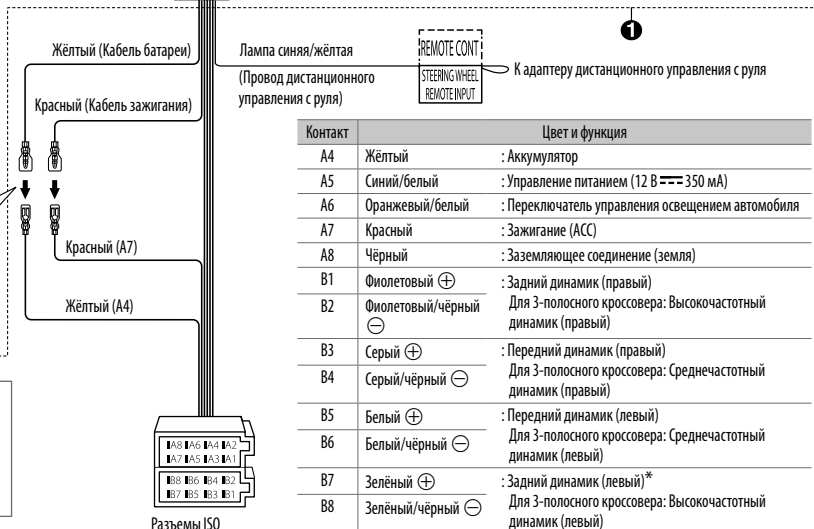 ❶
Жёлтый (Кабель батареи)
Лампа синяя/жёлтая
(Провод дистанционного
управления с руля)
REMOTE CONT
STEERING WHEEL
REMOTE INPUT
К адаптеру дистанционного управления с руля
Красный (Кабель зажигания)
Красный (A7)
Жёлтый (A4)
Контакт Цвет и функция
A4 Жёлтый : Аккумулятор
A5 Синий/белый : Управление питанием (12 В ⎓ 350 мА)
A6 Оранжевый/белый : Переключатель управления освещением автомобиля
A7 Красный : Зажигание (ACC)
A8 Чёрный : Заземляющее соединение (земля)
B1 Фиолетовый ⊕ : Задний динамик (правый)
Для 3-полосного кроссовера: Высокочастотный
динамик (правый)
B2 Фиолетовый/чёрный
⊖
B3 Серый ⊕ : Передний динамик (правый)
Для 3-полосного кроссовера: Среднечастотный
динамик (правый)
B4 Серый/чёрный ⊖
B5 Белый ⊕ : Передний динамик (левый)
Для 3-полосного кроссовера: Среднечастотный
динамик (левый)
B6 Белый/чёрный ⊖
B7 Зелёный ⊕ : Задний динамик (левый)*
Для 3-полосного кроссовера: Высокочастотный
динамик (левый)
B8 Зелёный/чёрный ⊖
A8 A6 A4 A2
A7 A5 A3 A1
B8 B6 B4 B2
B7 B5 B3 B1
Разъемы ISO